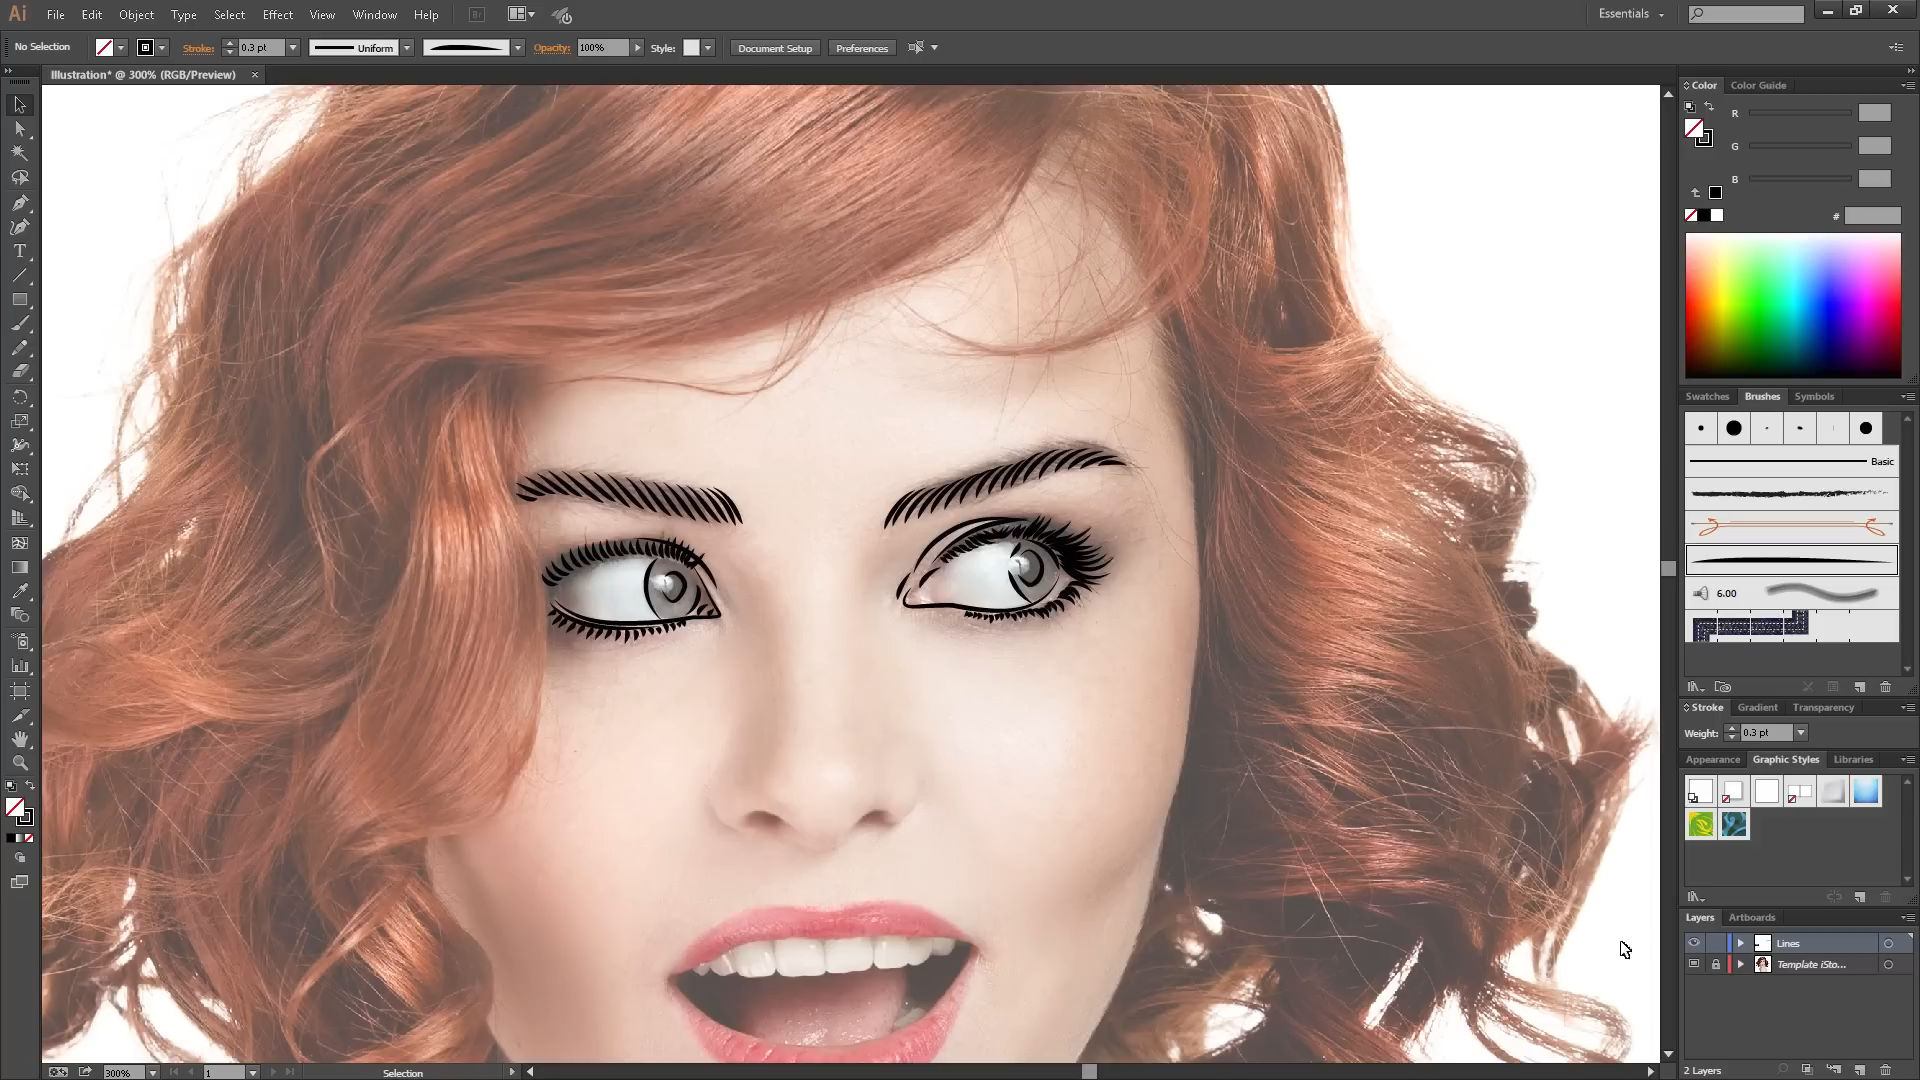 Ai File Edit Object Type Select Effect View Window Help Br Essentials
No Selection Stroke: 0.3 pt Uniform Opacity: 100% Style: Document Setup Preferences
Illustration* @ 300% (RGB/Preview)
Color Color Guide
R
G
B
#
Swatches Brushes Symbols
Basic
6.00
Stroke Gradient Transparency
Weight: 0.3 pt
Appearance Graphic Styles Libraries
Layers Artboards
Lines
Template iSto...
300% 1 Selection 2 Layers